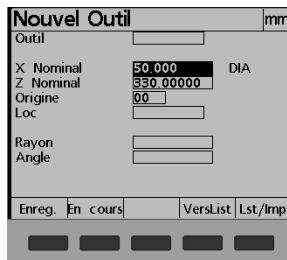 Nouvel Outil mm
Outil
X Nominal 50.000 DIA
Z Nominal 330.00000
Origine 00
Loc
Rayon
Angle
Enreg. En cours VersList Lst/Imp